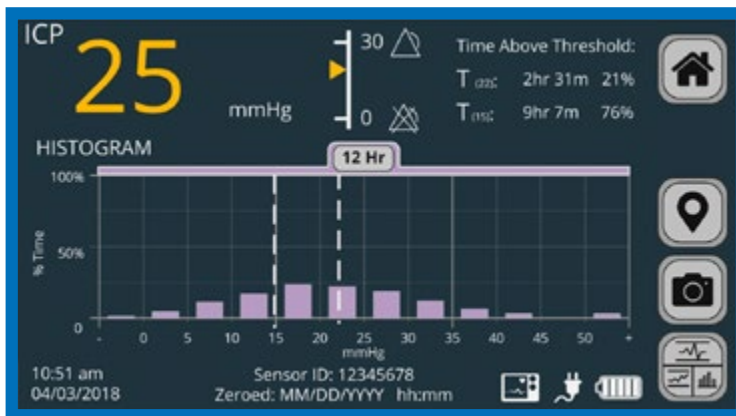 ICP
25
mmHg
30
0
Time Above Threshold:
T (22): 2hr 31m 21%
T (15): 9hr 7m 76%
HISTOGRAM
12 Hr
100%
50%
0
% Time
- 0 5 10 15 20 25 30 35 40 45 50 +
mmHg
10:51 am
04/03/2018
Sensor ID: 12345678
Zeroed: MM/DD/YYYY hh:mm